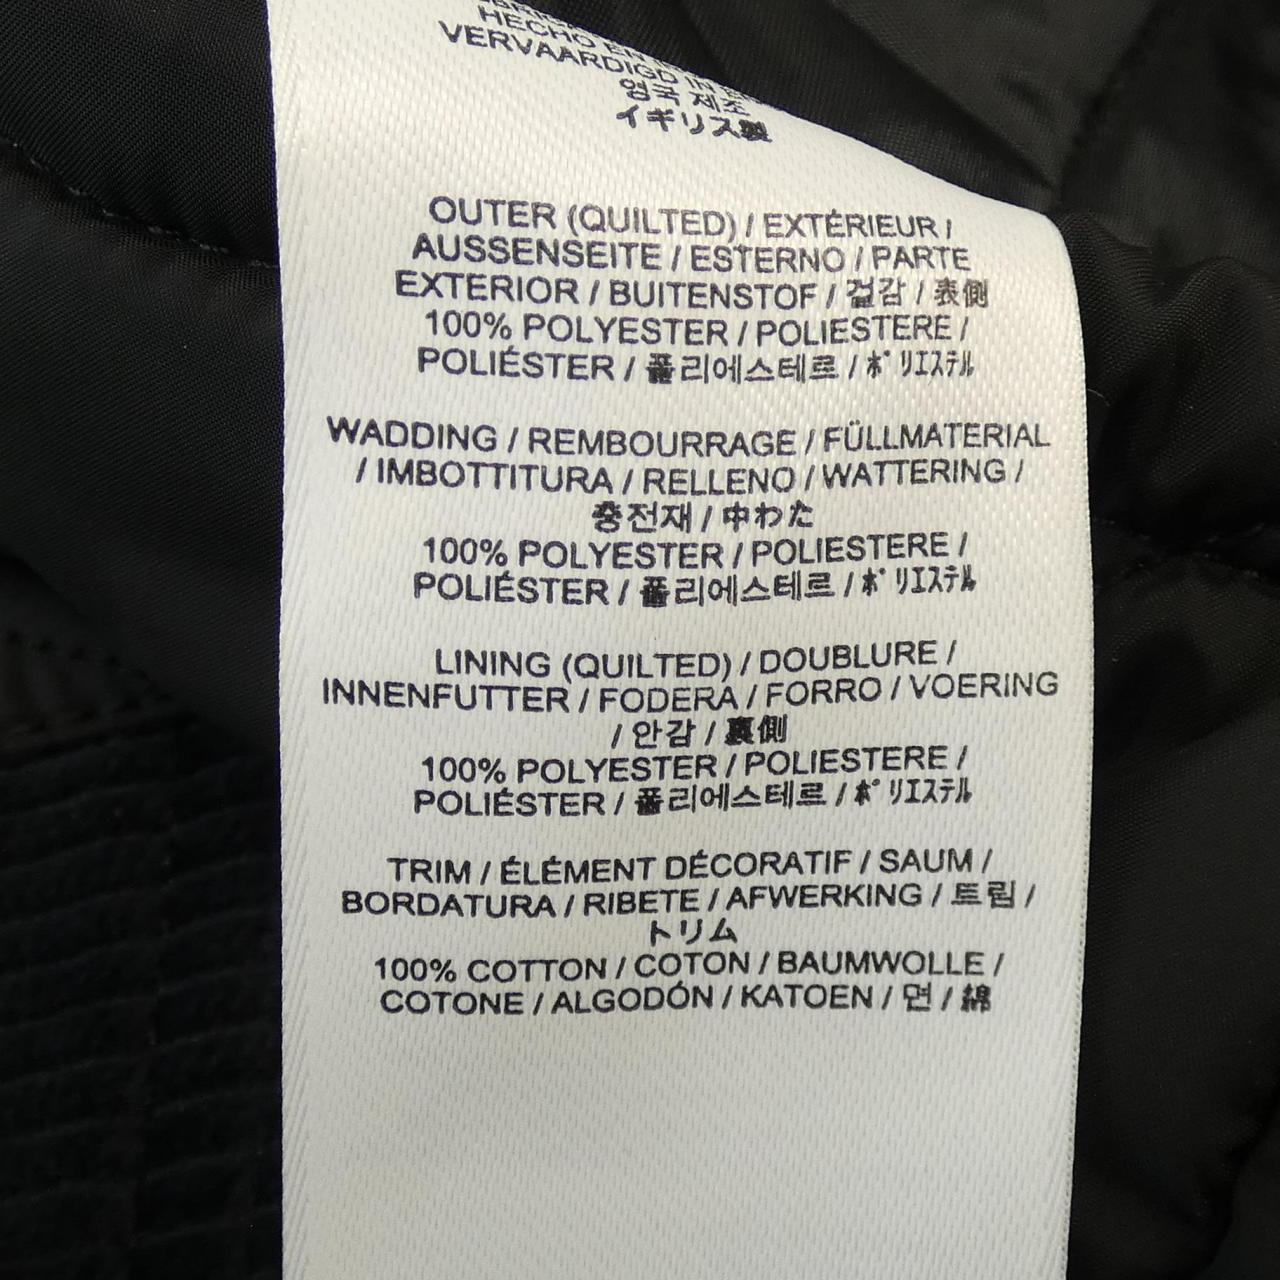 HECHO EN
VERVAARDIGD IN
영국 제조
イギリス製
OUTER (QUILTED) / EXTÉRIEUR /
AUSSENSEITE / ESTERNO / PARTE
EXTERIOR / BUITENSTOF / 겉감 / 表側
100% POLYESTER / POLIESTERE /
POLIÉSTER / 폴리에스테르 / ﾎﾟﾘｴｽﾃﾙ
WADDING / REMBOURRAGE / FÜLLMATERIAL
/ IMBOTTITURA / RELLENO / WATTERING /
충전재 / 中わた
100% POLYESTER / POLIESTERE /
POLIÉSTER / 폴리에스테르 / ﾎﾟﾘｴｽﾃﾙ
LINING (QUILTED) / DOUBLURE /
INNENFUTTER / FODERA / FORRO / VOERING
/ 안감 / 裏側
100% POLYESTER / POLIESTERE /
POLIÉSTER / 폴리에스테르 / ﾎﾟﾘｴｽﾃﾙ
TRIM / ÉLÉMENT DÉCORATIF / SAUM /
BORDATURA / RIBETE / AFWERKING / 트림 /
トリム
100% COTTON / COTON / BAUMWOLLE /
COTONE / ALGODÓN / KATOEN / 면 / 綿